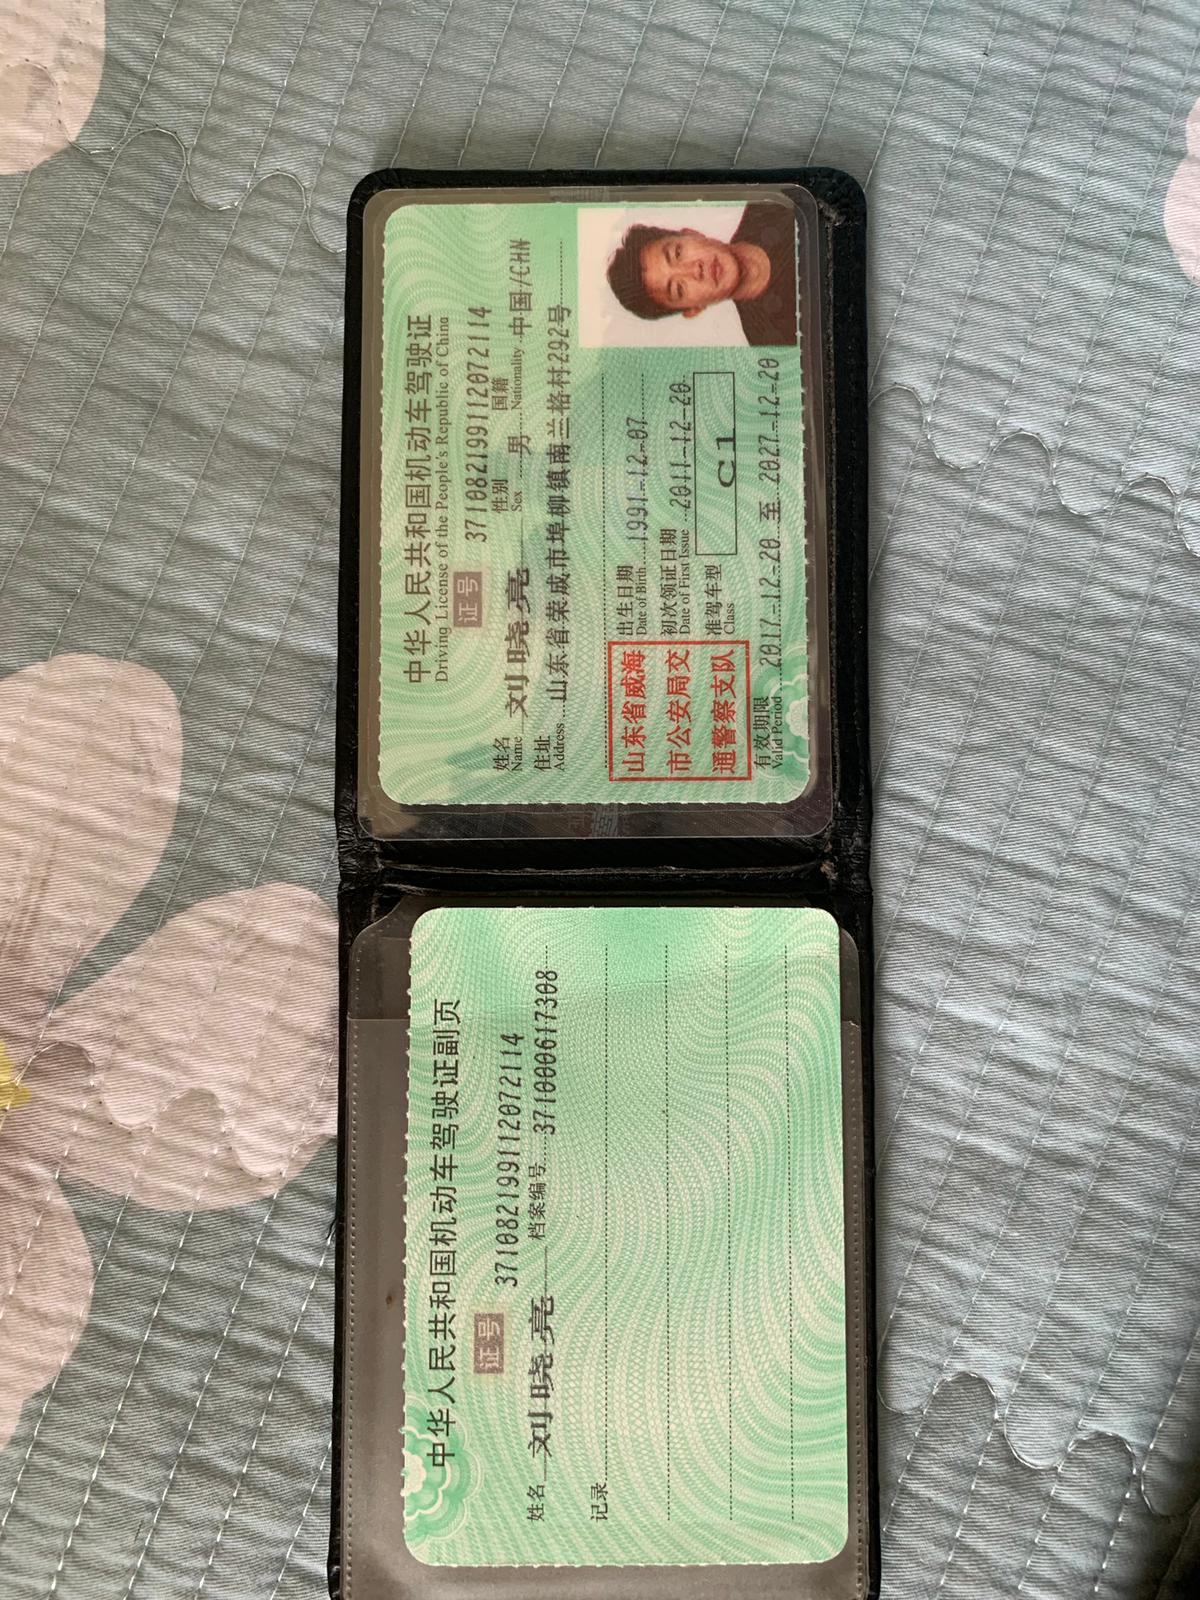 中华人民共和国机动车驾驶证
Driving License of the People's Republic of China
证号 371082199112072114
姓名 Name 刘晓亮 性别 Sex 男 国籍 Nationality 中国/CHN
住址 Address 山东省荣成市埠柳镇南兰格村292号
山东省威海
市公安局交
通警察支队
出生日期 Date of Birth 1991-12-07
初次领证日期 Date of First Issue 2011-12-20
准驾车型 Class C1
有效期限 Valid Period 2017-12-20 至 2027-12-20
中华人民共和国机动车驾驶证副页
证号 371082199112072114
姓名 刘晓亮 档案编号 371000617308
记录